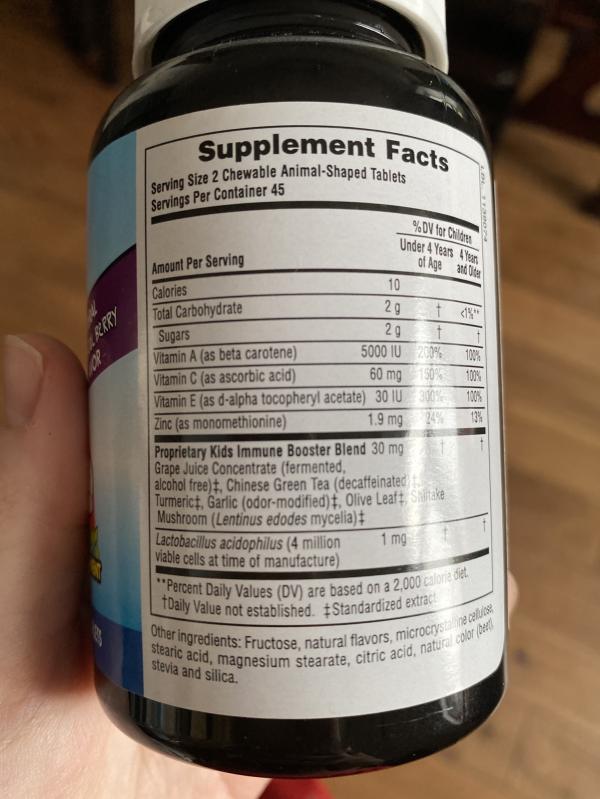 Supplement Facts
Serving Size 2 Chewable Animal-Shaped Tablets
Servings Per Container 45
%DV for Children
Under 4 Years of Age
4 Years and Older
Amount Per Serving
Calories 10
Total Carbohydrate 2 g † <1%**
Sugars 2 g † †
Vitamin A (as beta carotene) 5000 IU 200% 100%
Vitamin C (as ascorbic acid) 60 mg 150% 100%
Vitamin E (as d-alpha tocopheryl acetate) 30 IU 300% 100%
Zinc (as monomethionine) 1.9 mg 24% 13%
Proprietary Kids Immune Booster Blend 30 mg † †
Grape Juice Concentrate (fermented,
alcohol free)‡, Chinese Green Tea (decaffeinated)‡,
Turmeric‡, Garlic (odor-modified)‡, Olive Leaf‡, Shiitake
Mushroom (Lentinus edodes mycelia)‡
Lactobacillus acidophilus (4 million 1 mg † †
viable cells at time of manufacture)
**Percent Daily Values (DV) are based on a 2,000 calorie diet.
†Daily Value not established. ‡Standardized extract.
Other ingredients: Fructose, natural flavors, microcrystalline cellulose,
stearic acid, magnesium stearate, citric acid, natural color (beet),
stevia and silica.
BERRY